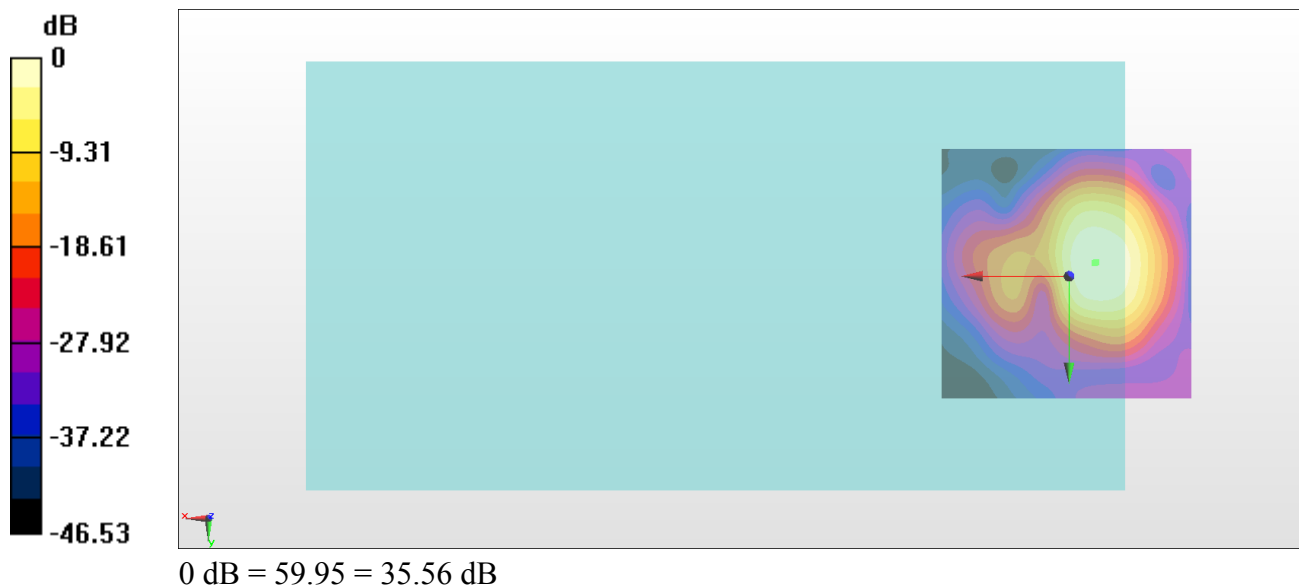 dB
0
-9.31
-18.61
-27.92
-37.22
-46.53
x z
y
0 dB = 59.95 = 35.56 dB